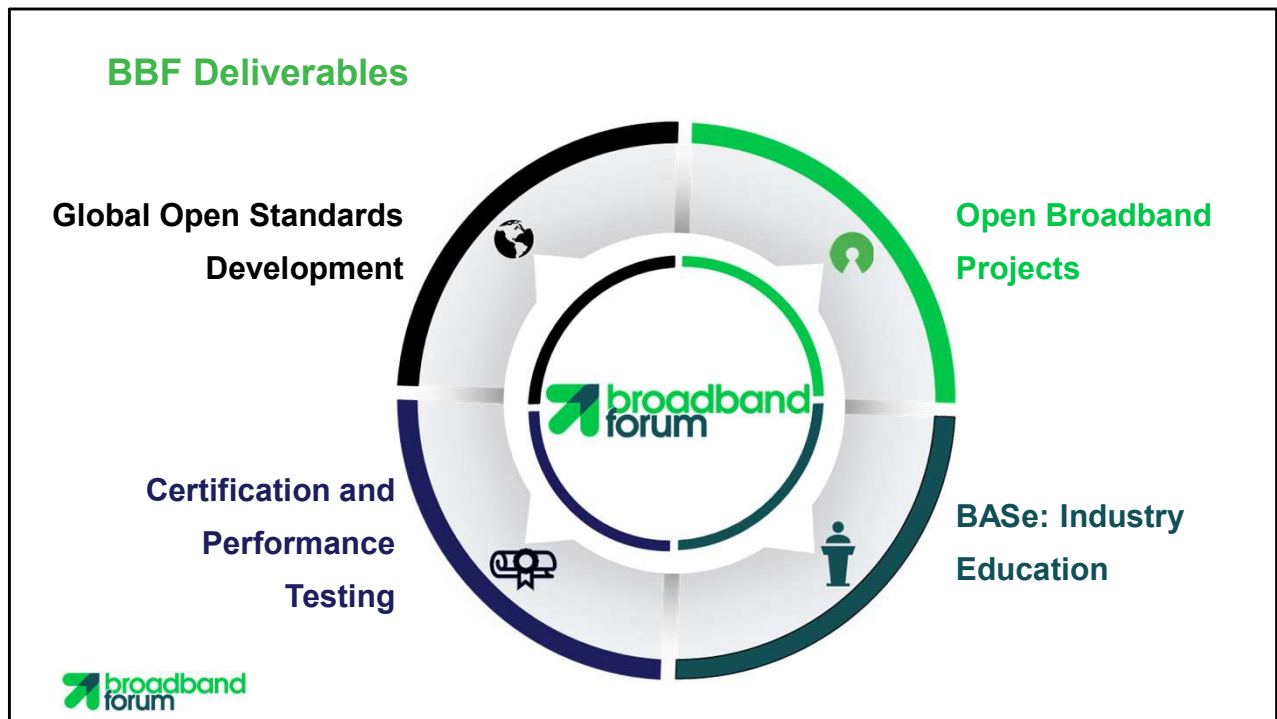 BBF Deliverables
Global Open Standards
Development
Open Broadband
Projects
broadband
forum
Certification and
Performance
Testing
BASe: Industry
Education
broadband
forum